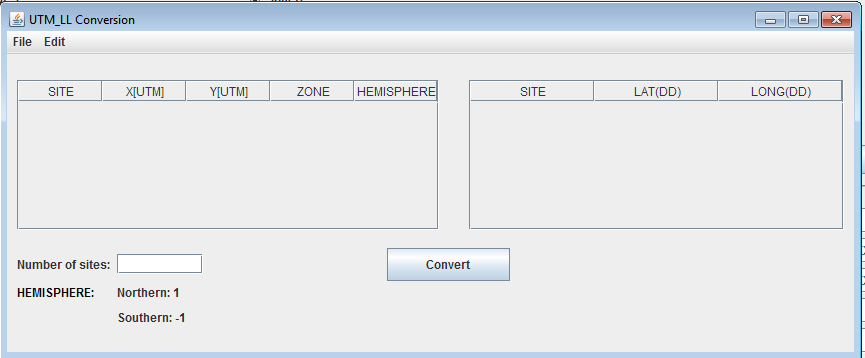 UTM_LL Conversion
File Edit
SITE X[UTM] Y[UTM] ZONE HEMISPHERE SITE LAT(DD) LONG(DD)
Number of sites: Convert
HEMISPHERE: Northern: 1
Southern: -1